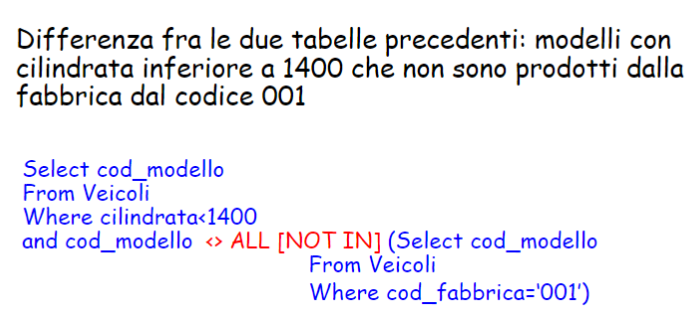 Differenza fra le due tabelle precedenti: modelli con
cilindrata inferiore a 1400 che non sono prodotti dalla
fabbrica dal codice 001
Select cod_modello
From Veicoli
Where cilindrata<1400
and cod_modello <> ALL [NOT IN] (Select cod_modello
From Veicoli
Where cod_fabbrica='001')